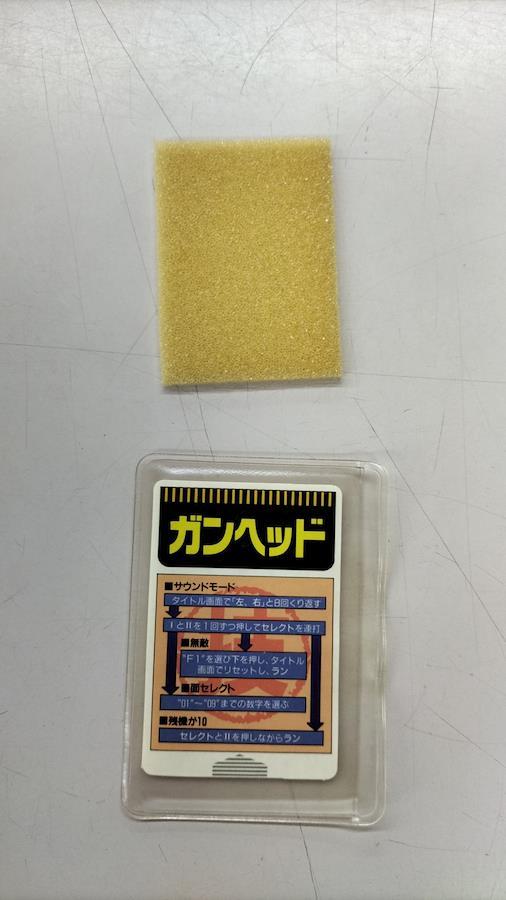 ガンヘッド
■サウンドモード
タイトル画面で「左、右」と8回くり返す
ⅠとⅡを1回ずつ押してセレクトを連打
■無敵
"F1"を選び下を押し、タイトル
画面でリセットし、ラン
■面セレクト
"01"～"09"までの数字を選ぶ
■残機が10
セレクトとⅡを押しながらラン